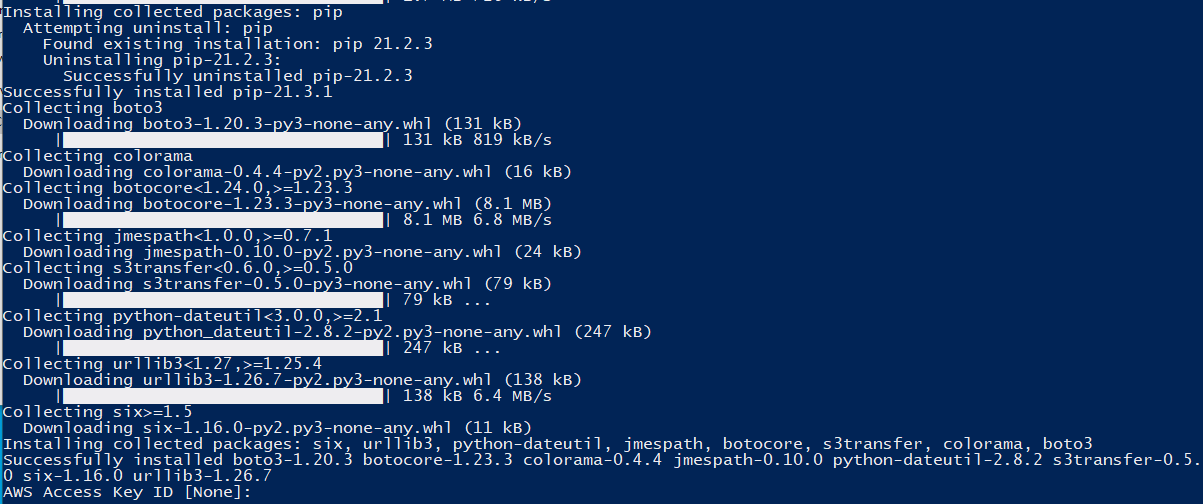 Installing collected packages: pip
  Attempting uninstall: pip
    Found existing installation: pip 21.2.3
    Uninstalling pip-21.2.3:
      Successfully uninstalled pip-21.2.3
Successfully installed pip-21.3.1
Collecting boto3
  Downloading boto3-1.20.3-py3-none-any.whl (131 kB)
     |████████████████████████████████| 131 kB 819 kB/s
Collecting colorama
  Downloading colorama-0.4.4-py2.py3-none-any.whl (16 kB)
Collecting botocore<1.24.0,>=1.23.3
  Downloading botocore-1.23.3-py3-none-any.whl (8.1 MB)
     |████████████████████████████████| 8.1 MB 6.8 MB/s
Collecting jmespath<1.0.0,>=0.7.1
  Downloading jmespath-0.10.0-py2.py3-none-any.whl (24 kB)
Collecting s3transfer<0.6.0,>=0.5.0
  Downloading s3transfer-0.5.0-py3-none-any.whl (79 kB)
     |████████████████████████████████| 79 kB ...
Collecting python-dateutil<3.0.0,>=2.1
  Downloading python_dateutil-2.8.2-py2.py3-none-any.whl (247 kB)
     |████████████████████████████████| 247 kB ...
Collecting urllib3<1.27,>=1.25.4
  Downloading urllib3-1.26.7-py2.py3-none-any.whl (138 kB)
     |████████████████████████████████| 138 kB 6.4 MB/s
Collecting six>=1.5
  Downloading six-1.16.0-py2.py3-none-any.whl (11 kB)
Installing collected packages: six, urllib3, python-dateutil, jmespath, botocore, s3transfer, colorama, boto3
Successfully installed boto3-1.20.3 botocore-1.23.3 colorama-0.4.4 jmespath-0.10.0 python-dateutil-2.8.2 s3transfer-0.5.
0 six-1.16.0 urllib3-1.26.7
AWS Access Key ID [None]: